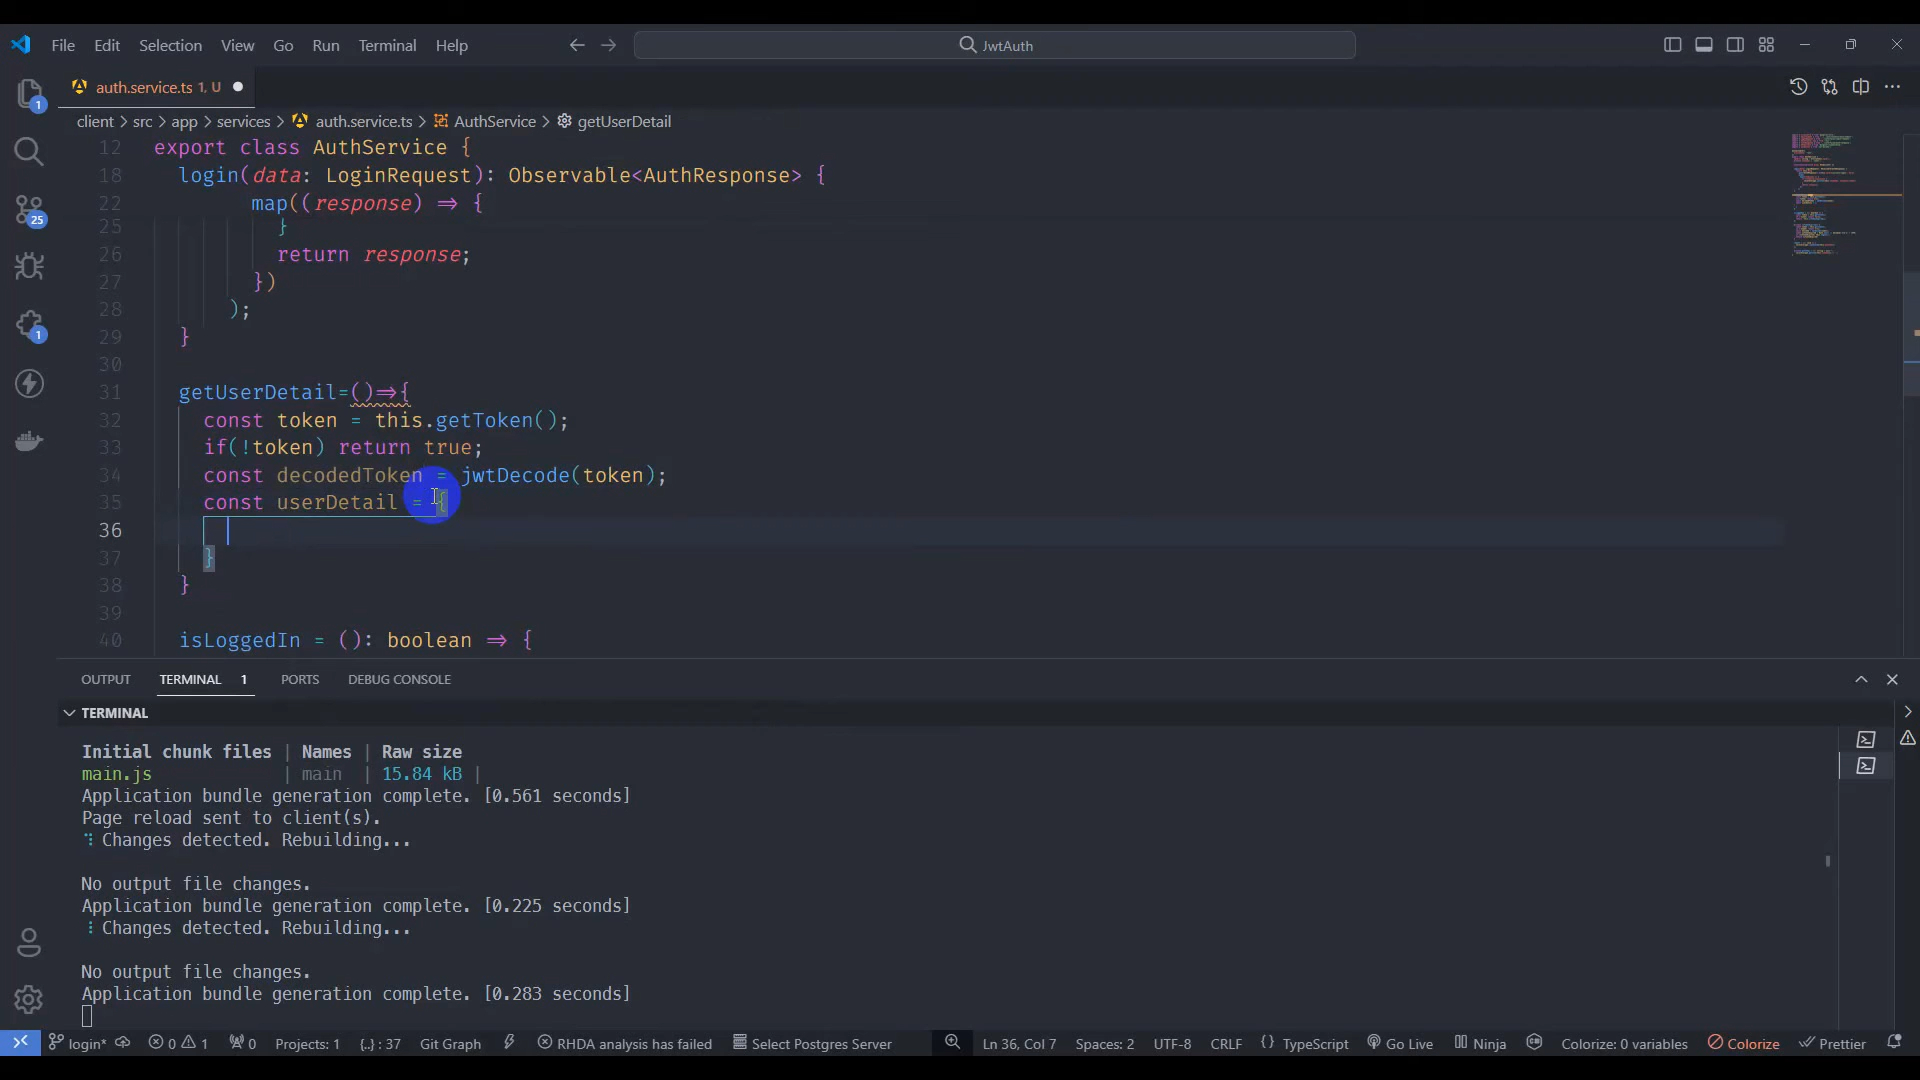 File Edit Selection View Go Run Terminal Help JwtAuth
auth.service.ts 1, U
client > src > app > services > auth.service.ts > AuthService > getUserDetail
12 export class AuthService {
18 login(data: LoginRequest): Observable<AuthResponse> {
22 map((response) ⇒ {
25 }
26 return response;
27 })
28 );
29 }
30
31 getUserDetail=()⇒{
32 const token = this.getToken();
33 if(!token) return true;
34 const decodedToken = jwtDecode(token);
35 const userDetail = {
36
37 }
38 }
39
40 isLoggedIn = (): boolean ⇒ {
OUTPUT TERMINAL 1 PORTS DEBUG CONSOLE
TERMINAL
Initial chunk files | Names | Raw size
main.js | main | 15.84 kB |
Application bundle generation complete. [0.561 seconds]
Page reload sent to client(s).
Changes detected. Rebuilding...
No output file changes.
Application bundle generation complete. [0.225 seconds]
Changes detected. Rebuilding...
No output file changes.
Application bundle generation complete. [0.283 seconds]
login* 0 1 0 Projects: 1 {..} : 37 Git Graph RHDA analysis has failed Select Postgres Server Ln 36, Col 7 Spaces: 2 UTF-8 CRLF { } TypeScript Go Live Ninja Colorize: 0 variables Colorize Prettier
1
25
1